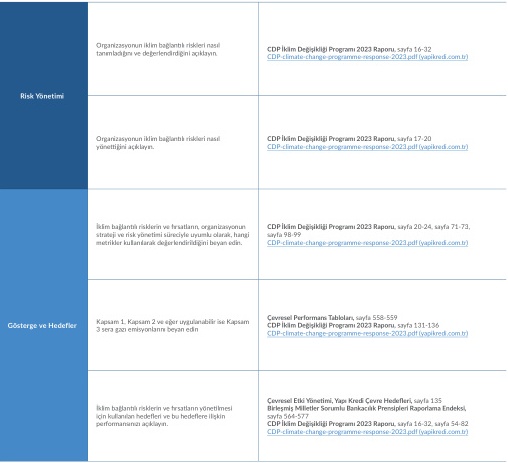 Risk Yönetimi
Organizasyonun iklim bağlantılı riskleri nasıl
tanımladığını ve değerlendirdiğini açıklayın.
CDP İklim Değişikliği Programı 2023 Raporu, sayfa 16-32
CDP-climate-change-programme-response-2023.pdf (yapikredi.com.tr)
Organizasyonun iklim bağlantılı riskleri nasıl
yönettiğini açıklayın.
CDP İklim Değişikliği Programı 2023 Raporu, sayfa 17-20
CDP-climate-change-programme-response-2023.pdf (yapikredi.com.tr)
Gösterge ve Hedefler
İklim bağlantılı risklerin ve fırsatların, organizasyonun
strateji ve risk yönetimi süreciyle uyumlu olarak, hangi
metrikler kullanılarak değerlendirildiğini beyan edin.
CDP İklim Değişikliği Programı 2023 Raporu, sayfa 20-24, sayfa 71-73,
sayfa 98-99
CDP-climate-change-programme-response-2023.pdf (yapikredi.com.tr)
Kapsam 1, Kapsam 2 ve eğer uygulanabilir ise Kapsam
3 sera gazı emisyonlarını beyan edin
Çevresel Performans Tabloları, sayfa 558-559
CDP İklim Değişikliği Programı 2023 Raporu, sayfa 131-136
CDP-climate-change-programme-response-2023.pdf (yapikredi.com.tr)
İklim bağlantılı risklerin ve fırsatların yönetilmesi
için kullanılan hedefleri ve bu hedeflere ilişkin
performansınızı açıklayın.
Çevresel Etki Yönetimi, Yapı Kredi Çevre Hedefleri, sayfa 135
Birleşmiş Milletler Sorumlu Bankacılık Prensipleri Raporlama Endeksi,
sayfa 564-577
CDP İklim Değişikliği Programı 2023 Raporu, sayfa 16-32, sayfa 54-82
CDP-climate-change-programme-response-2023.pdf (yapikredi.com.tr)